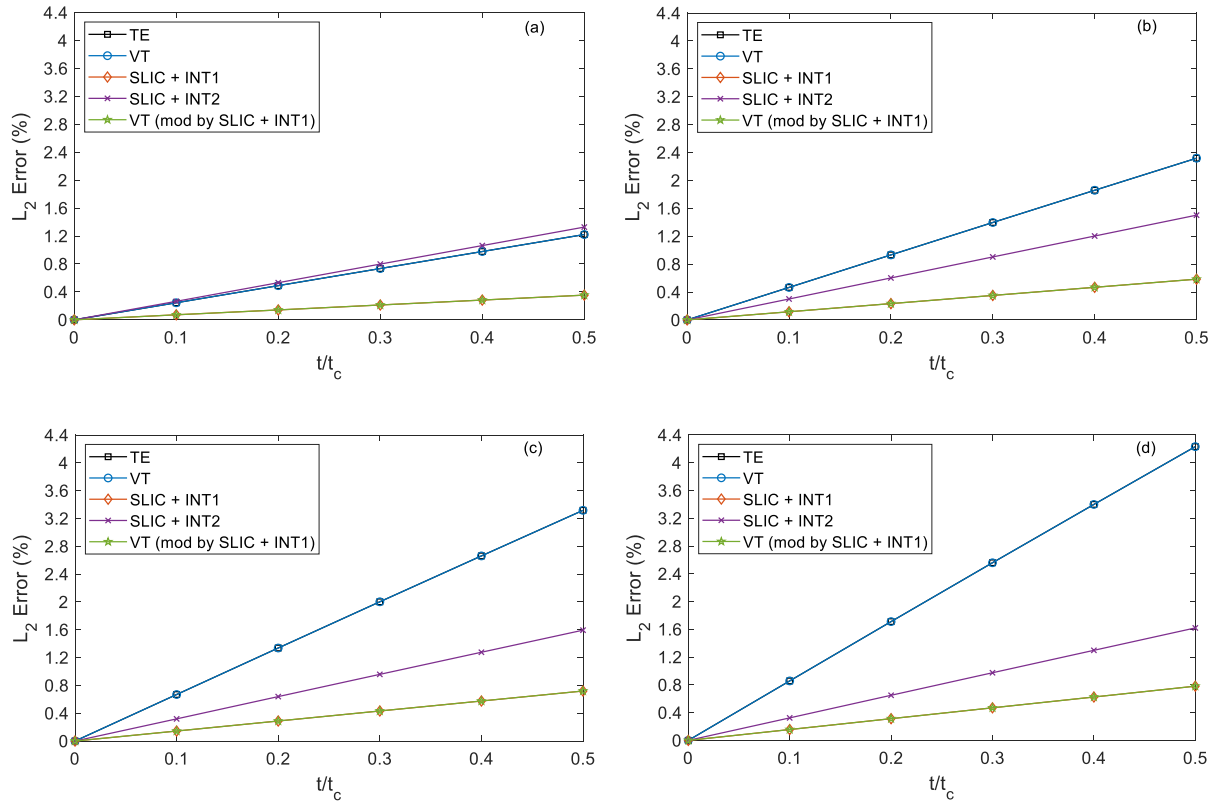 (a)
TE
VT
SLIC + INT1
SLIC + INT2
VT (mod by SLIC + INT1)
4.4
4
3.6
3.2
2.8
2.4
2
1.6
1.2
0.8
0.4
0
L2 Error (%)
0 0.1 0.2 0.3 0.4 0.5
t/tc
(b)
TE
VT
SLIC + INT1
SLIC + INT2
VT (mod by SLIC + INT1)
4.4
4
3.6
3.2
2.8
2.4
2
1.6
1.2
0.8
0.4
0
L2 Error (%)
0 0.1 0.2 0.3 0.4 0.5
t/tc
(c)
TE
VT
SLIC + INT1
SLIC + INT2
VT (mod by SLIC + INT1)
4.4
4
3.6
3.2
2.8
2.4
2
1.6
1.2
0.8
0.4
0
L2 Error (%)
0 0.1 0.2 0.3 0.4 0.5
t/tc
(d)
TE
VT
SLIC + INT1
SLIC + INT2
VT (mod by SLIC + INT1)
4.4
4
3.6
3.2
2.8
2.4
2
1.6
1.2
0.8
0.4
0
L2 Error (%)
0 0.1 0.2 0.3 0.4 0.5
t/tc